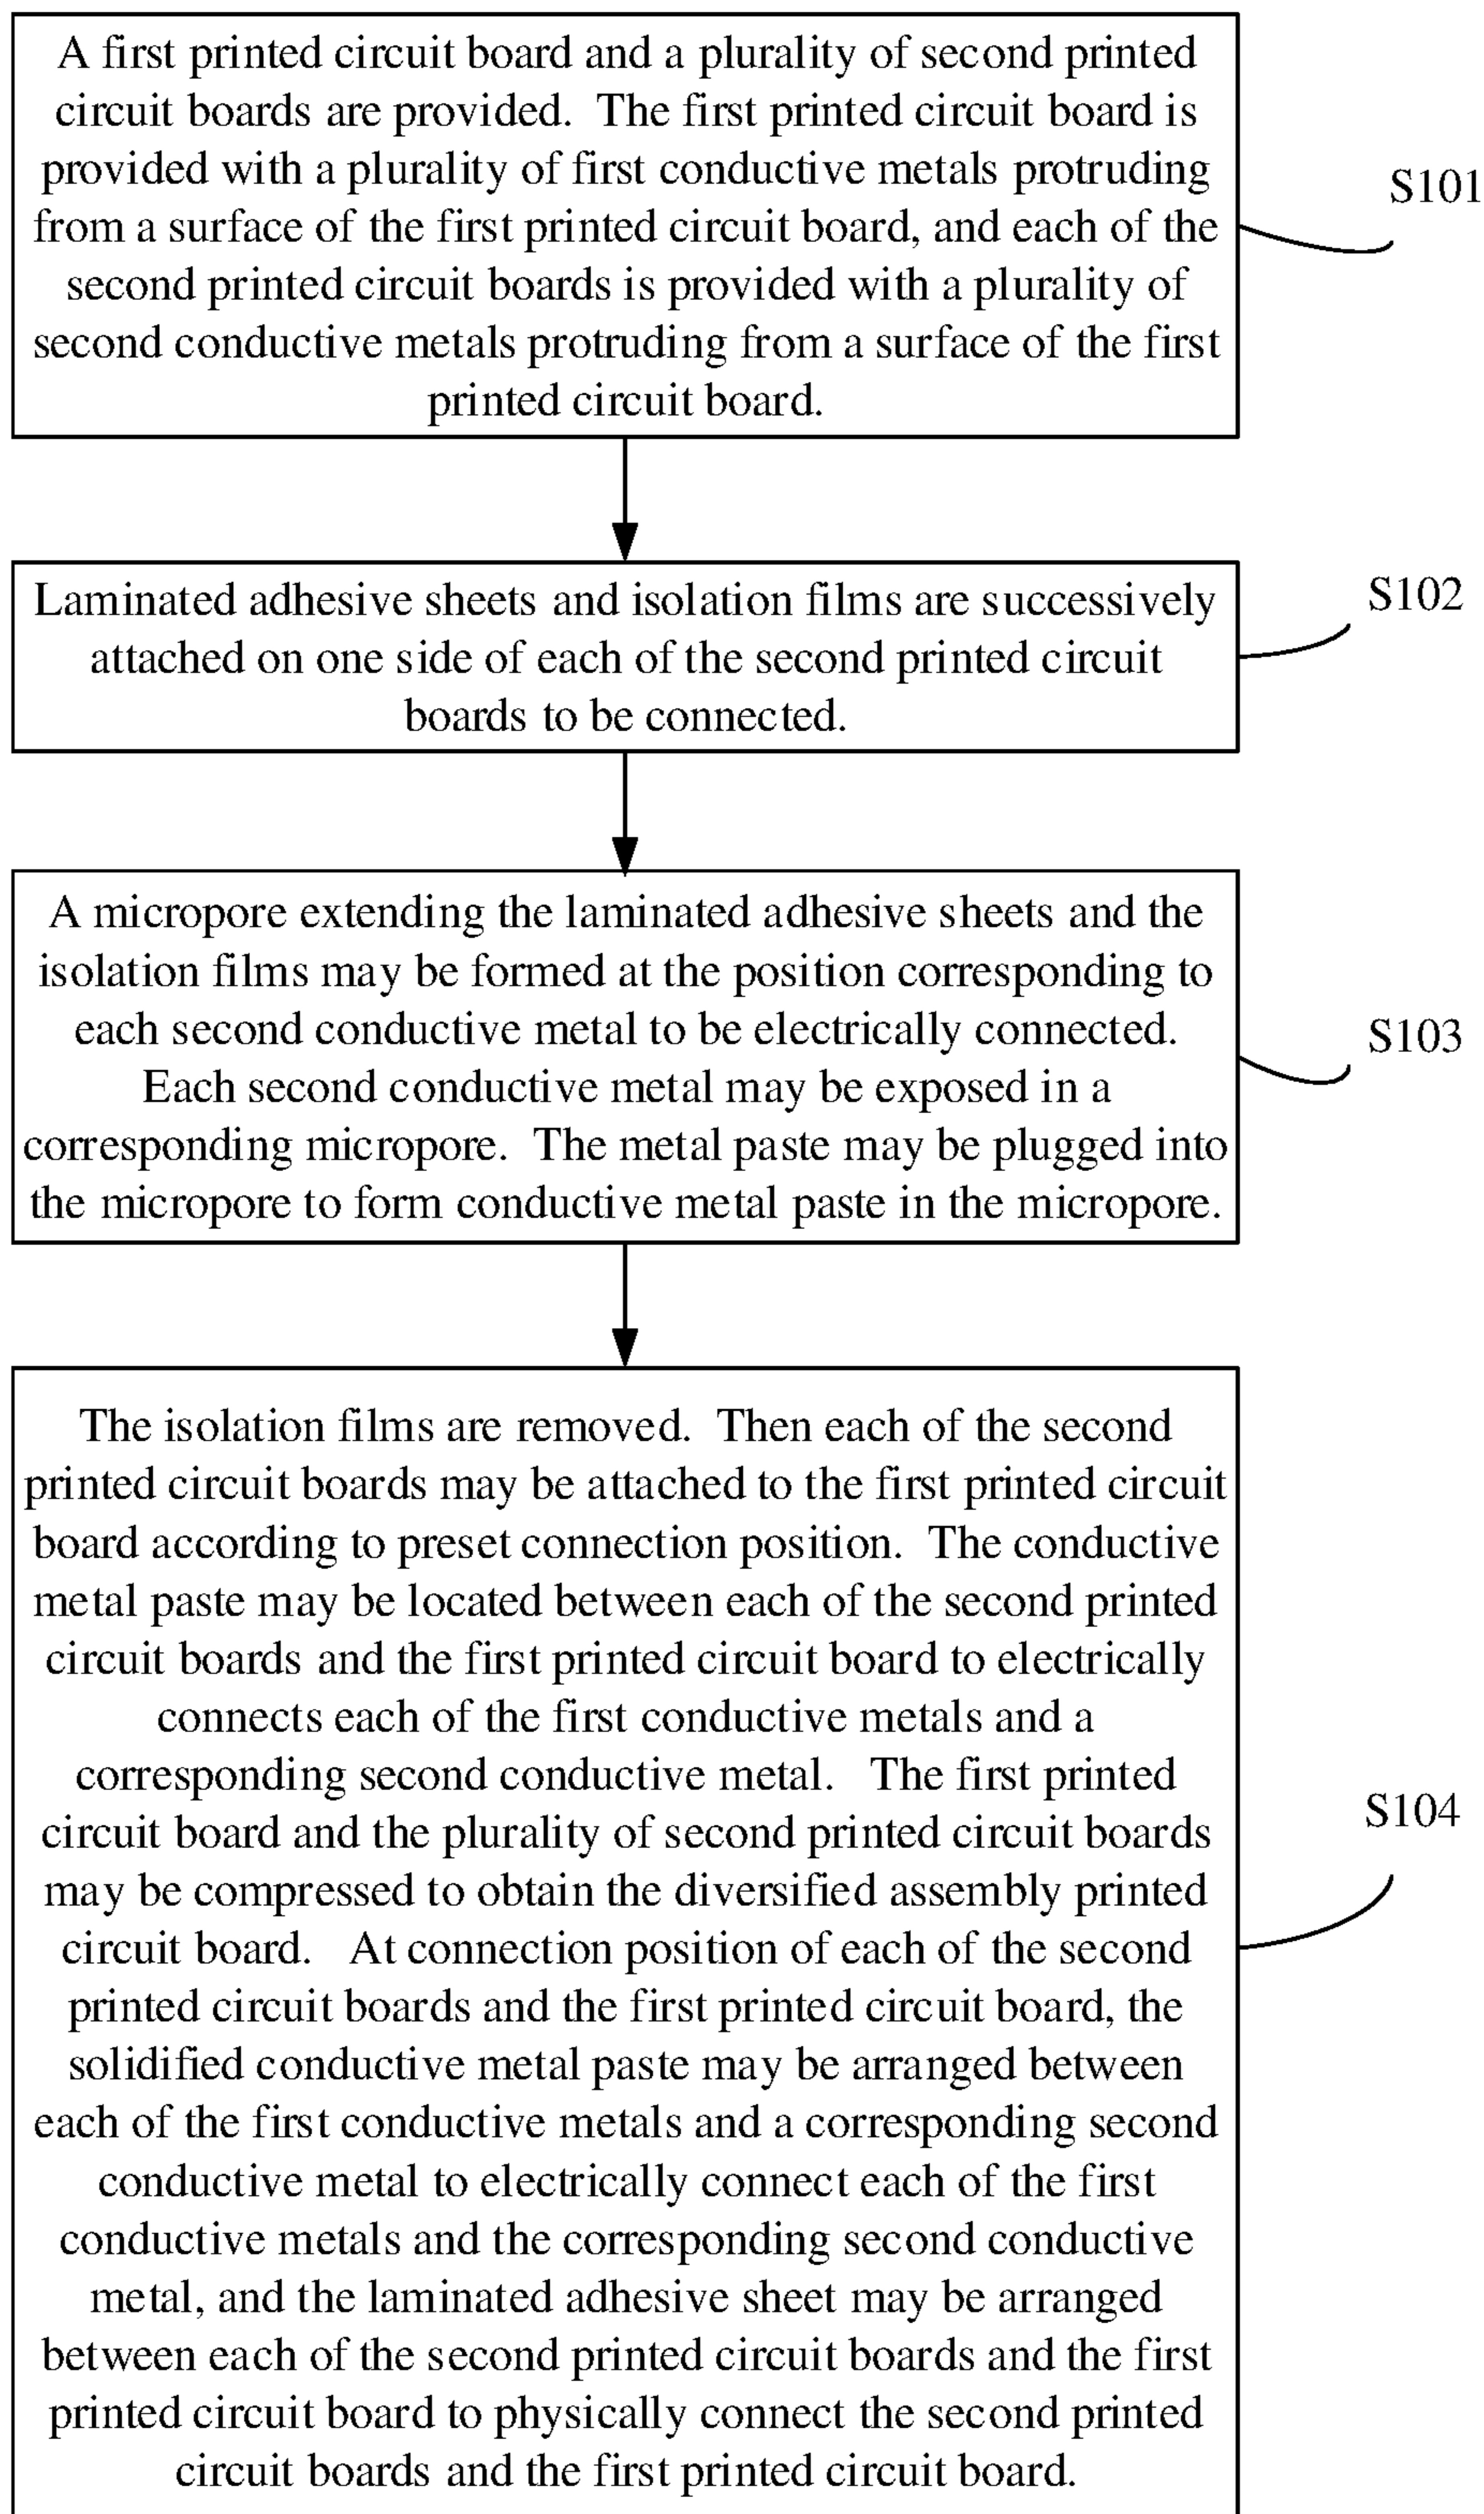 A first printed circuit board and a plurality of second printed
circuit boards are provided. The first printed circuit board is
provided with a plurality of first conductive metals protruding
from a surface of the first printed circuit board, and each of the
second printed circuit boards is provided with a plurality of
second conductive metals protruding from a surface of the first
printed circuit board.
S101
Laminated adhesive sheets and isolation films are successively
attached on one side of each of the second printed circuit
boards to be connected.
S102
A micropore extending the laminated adhesive sheets and the
isolation films may be formed at the position corresponding to
each second conductive metal to be electrically connected.
Each second conductive metal may be exposed in a
corresponding micropore. The metal paste may be plugged into
the micropore to form conductive metal paste in the micropore.
S103
The isolation films are removed. Then each of the second
printed circuit boards may be attached to the first printed circuit
board according to preset connection position. The conductive
metal paste may be located between each of the second printed
circuit boards and the first printed circuit board to electrically
connects each of the first conductive metals and a
corresponding second conductive metal. The first printed
circuit board and the plurality of second printed circuit boards
may be compressed to obtain the diversified assembly printed
circuit board. At connection position of each of the second
printed circuit boards and the first printed circuit board, the
solidified conductive metal paste may be arranged between
each of the first conductive metals and a corresponding second
conductive metal to electrically connect each of the first
conductive metals and the corresponding second conductive
metal, and the laminated adhesive sheet may be arranged
between each of the second printed circuit boards and the first
printed circuit board to physically connect the second printed
circuit boards and the first printed circuit board.
S104